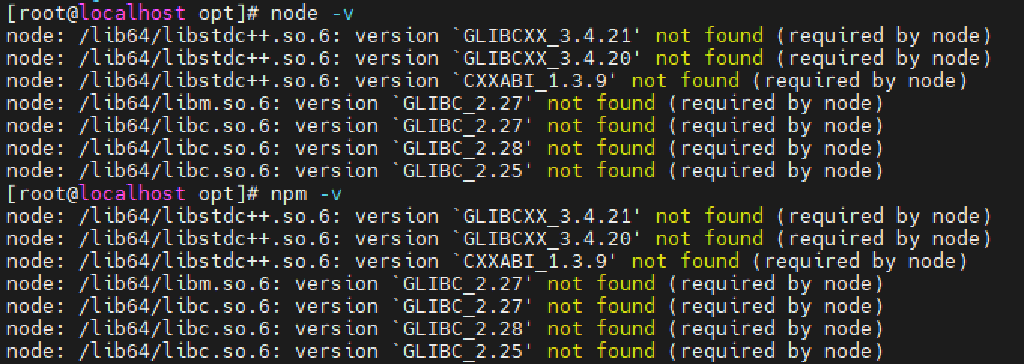 [root@localhost opt]# node -v
node: /lib64/libstdc++.so.6: version `GLIBCXX_3.4.21' not found (required by node)
node: /lib64/libstdc++.so.6: version `GLIBCXX_3.4.20' not found (required by node)
node: /lib64/libstdc++.so.6: version `CXXABI_1.3.9' not found (required by node)
node: /lib64/libm.so.6: version `GLIBC_2.27' not found (required by node)
node: /lib64/libc.so.6: version `GLIBC_2.27' not found (required by node)
node: /lib64/libc.so.6: version `GLIBC_2.28' not found (required by node)
node: /lib64/libc.so.6: version `GLIBC_2.25' not found (required by node)
[root@localhost opt]# npm -v
node: /lib64/libstdc++.so.6: version `GLIBCXX_3.4.21' not found (required by node)
node: /lib64/libstdc++.so.6: version `GLIBCXX_3.4.20' not found (required by node)
node: /lib64/libstdc++.so.6: version `CXXABI_1.3.9' not found (required by node)
node: /lib64/libm.so.6: version `GLIBC_2.27' not found (required by node)
node: /lib64/libc.so.6: version `GLIBC_2.27' not found (required by node)
node: /lib64/libc.so.6: version `GLIBC_2.28' not found (required by node)
node: /lib64/libc.so.6: version `GLIBC_2.25' not found (required by node)